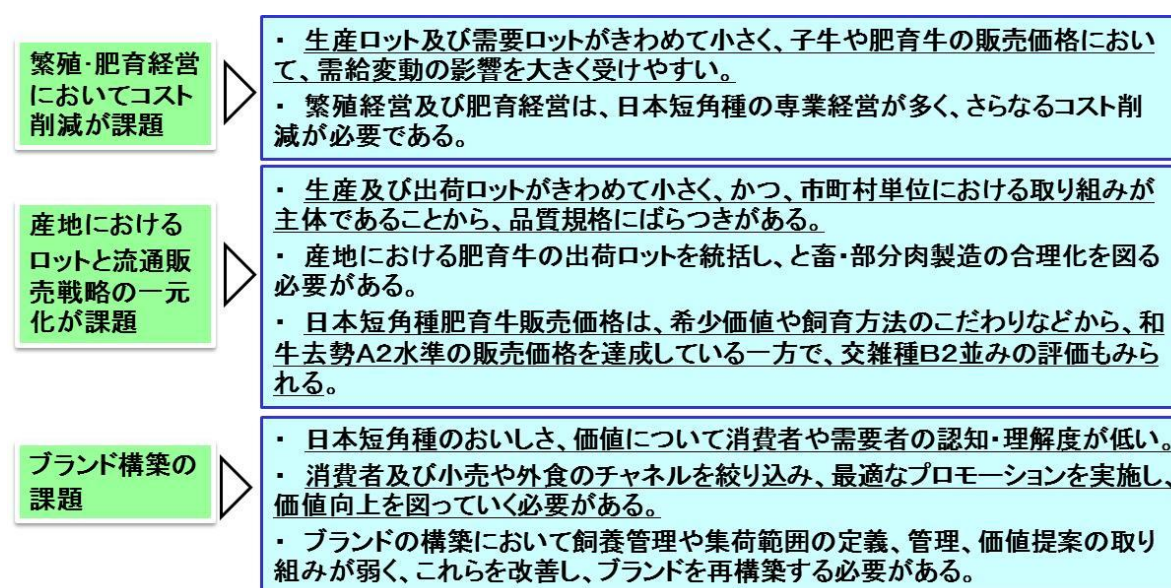 繁殖・肥育経営
においてコスト
削減が課題
・ 生産ロット及び需要ロットがきわめて小さく、子牛や肥育牛の販売価格におい
て、需給変動の影響を大きく受けやすい。
・ 繁殖経営及び肥育経営は、日本短角種の専業経営が多く、さらなるコスト削
減が必要である。
産地における
ロットと流通販
売戦略の一元
化が課題
・ 生産及び出荷ロットがきわめて小さく、かつ、市町村単位における取り組みが
主体であることから、品質規格にばらつきがある。
・ 産地における肥育牛の出荷ロットを統括し、と畜・部分肉製造の合理化を図る
必要がある。
・ 日本短角種肥育牛販売価格は、希少価値や飼育方法のこだわりなどから、和
牛去勢A2水準の販売価格を達成している一方で、交雑種B2並みの評価もみら
れる。
ブランド構築の
課題
・ 日本短角種のおいしさ、価値について消費者や需要者の認知・理解度が低い。
・ 消費者及び小売や外食のチャネルを絞り込み、最適なプロモーションを実施し、
価値向上を図っていく必要がある。
・ ブランドの構築において飼養管理や集荷範囲の定義、管理、価値提案の取り
組みが弱く、これらを改善し、ブランドを再構築する必要がある。